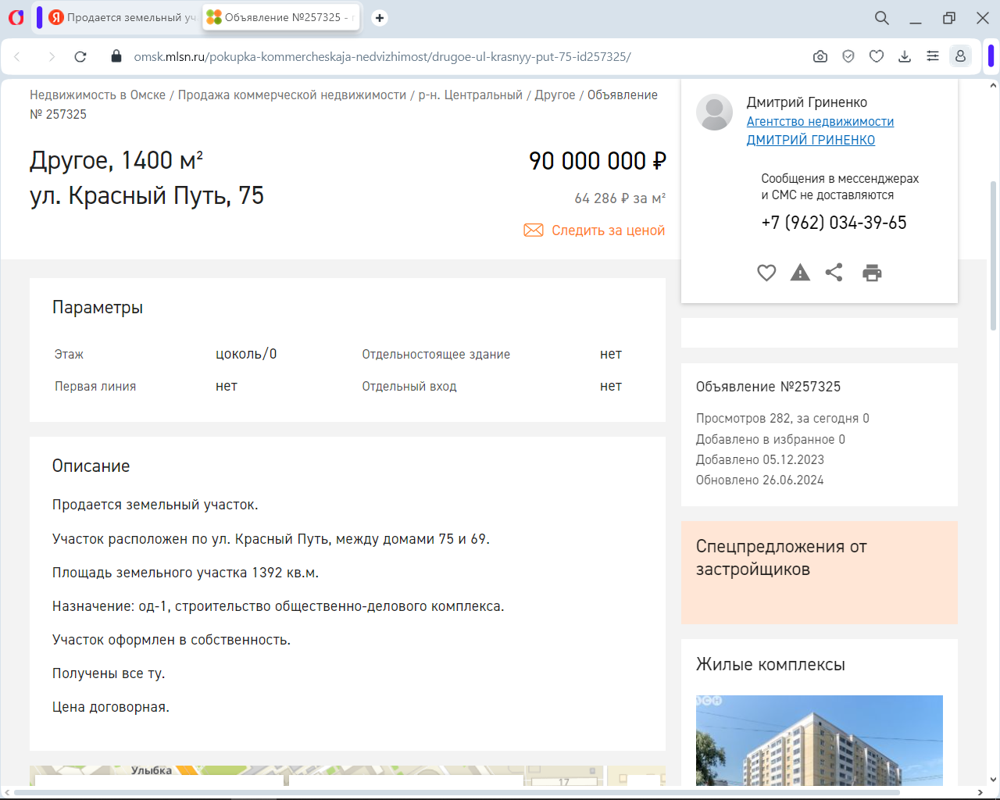 Продается земельный уч
Объявление №257325 -
omsk.mlsn.ru/pokupka-kommercheskaja-nedvizhimost/drugoe-ul-krasnyy-put-75-id257325/
Недвижимость в Омске / Продажа коммерческой недвижимости / р-н. Центральный / Другое / Объявление
№ 257325
Другое, 1400 м²
ул. Красный Путь, 75
90 000 000 ₽
64 286 ₽ за м²
Следить за ценой
Дмитрий Гриненко
Агентство недвижимости
ДМИТРИЙ ГРИНЕНКО
Сообщения в мессенджерах
и СМС не доставляются
+7 (962) 034-39-65
Параметры
Этаж цоколь/0 Отдельностоящее здание нет
Первая линия нет Отдельный вход нет
Описание
Продается земельный участок.
Участок расположен по ул. Красный Путь, между домами 75 и 69.
Площадь земельного участка 1392 кв.м.
Назначение: од-1, строительство общественно-делового комплекса.
Участок оформлен в собственность.
Получены все ту.
Цена договорная.
Объявление №257325
Просмотров 282, за сегодня 0
Добавлено в избранное 0
Добавлено 05.12.2023
Обновлено 26.06.2024
Спецпредложения от
застройщиков
Жилые комплексы
Улыбка
17